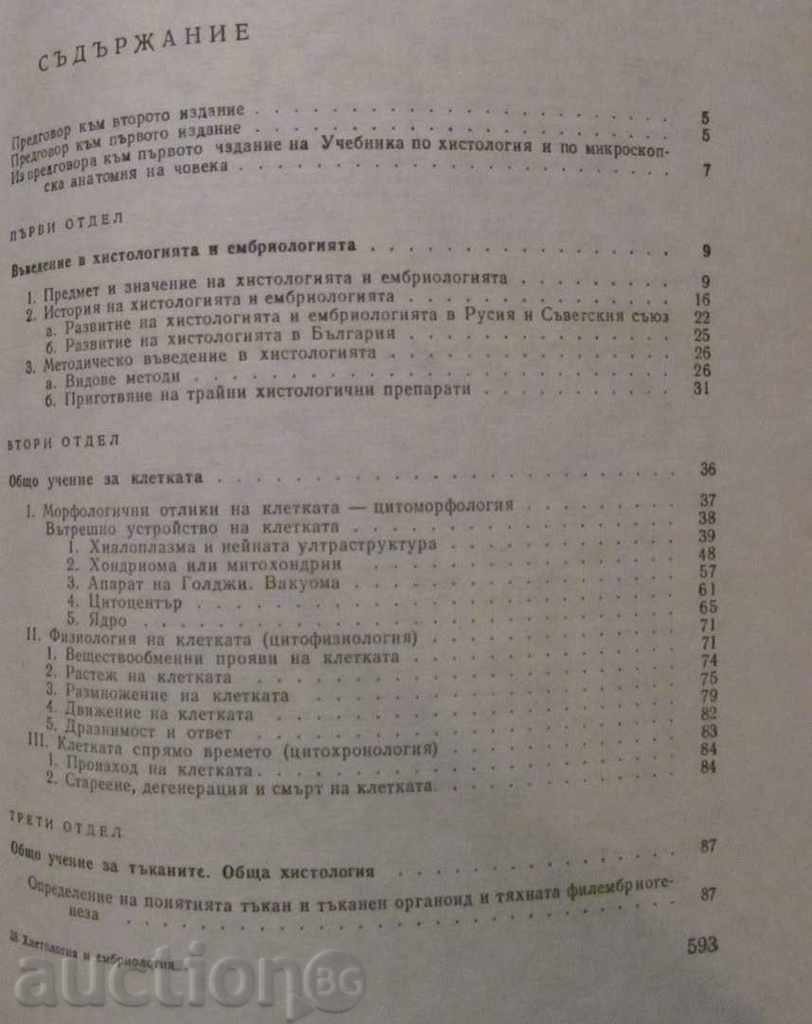 СЪДЪРЖАНИЕ
Предговор към второто издание . . . 5
Предговор към първото издание . . . 5
Из предговора към първото чздание на Учебника по хистология и по микроскоп-
ска анатомия на човека . . . 7
ПЪРВИ ОТДЕЛ
Въведение в хистологията и ембриологията . . . 9
1. Предмет и значение на хистологията и ембриологията . . . 9
2. История на хистологията и ембриологията . . . 16
а. Развитие на хистологията и ембриологията в Русия и Съветския съюз 22
б. Развитие на хистологията в България . . . 25
3. Методическо въведение в хистологията . . . 26
а. Видове методи . . . 26
б. Приготвяне на трайни хистологични препарати . . . 31
ВТОРИ ОТДЕЛ
Общо учение за клетката . . . 36
I. Морфологични отлики на клетката — цитоморфология . . . 37
Вътрешно устройство на клетката . . . 38
1. Хиалоплазма и нейната ултраструктура . . . 39
2. Хондриома или митохондрии . . . 48
3. Апарат на Голджи. Вакуома . . . 57
4. Цитоцентър . . . 61
5. Ядро . . . 65
II. Физиология на клетката (цитофизиология) . . . 71
1. Веществообменни прояви на клетката . . . 71
2. Растеж на клетката . . . 74
3. Размножение на клетката . . . 75
4. Движение на клетката . . . 79
5. Дразнимост и ответ . . . 82
III. Клетката спрямо времето (цитохронология) . . . 83
1. Произход на клетката . . . 84
2. Стареене, дегенерация и смърт на клетката . . . 84
ТРЕТИ ОТДЕЛ
Общо учение за тъканите. Обща хистология . . . 87
Определение на понятията тъкан и тъканен органоид и тяхната филембриоге-
неза . . . 87
38 Хистология и ембриология... 593
auctionBG